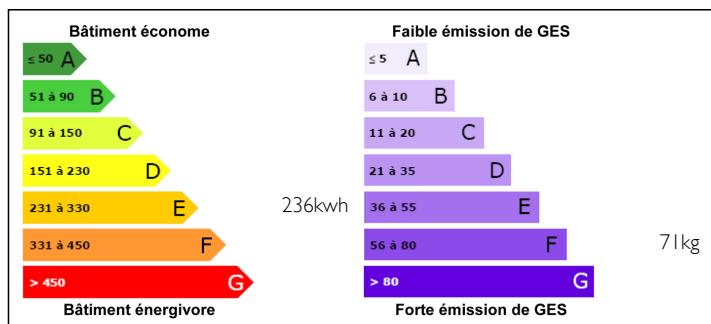 Bâtiment économe
≤ 50 A
51 à 90 B
91 à 150 C
151 à 230 D
231 à 330 E
236kwh
331 à 450 F
> 450 G
Bâtiment énergivore
Faible émission de GES
≤ 5 A
6 à 10 B
11 à 20 C
21 à 35 D
36 à 55 E
56 à 80 F
71kg
> 80 G
Forte émission de GES